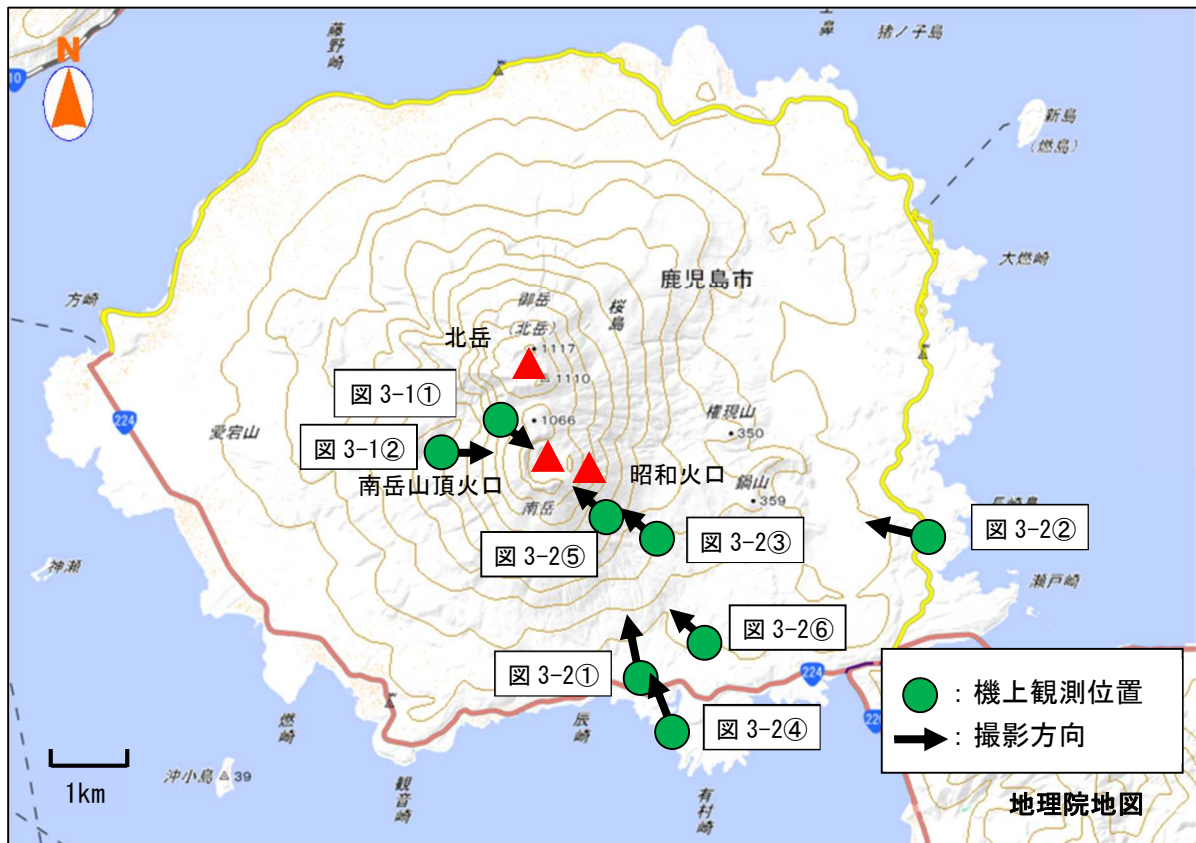 藤野崎
鼻
猪ノ子島
N
10
新島
(燃島)
大燃崎
鹿児島市
桜島
御岳
(北岳)
方崎
北岳
1117
1110
図 3-1①
224
1066
権現山
350
愛宕山
図 3-1②
南岳山頂火口
昭和火口
鍋山
359
南岳
図 3-2②
図 3-2⑤
図 3-2③
神瀬
瀬戸崎
図 3-2⑥
図 3-2①
224
燃崎
辰崎
図 3-2④
:機上観測位置
:撮影方向
1km
沖小島 39
観音崎
有村崎
地理院地図